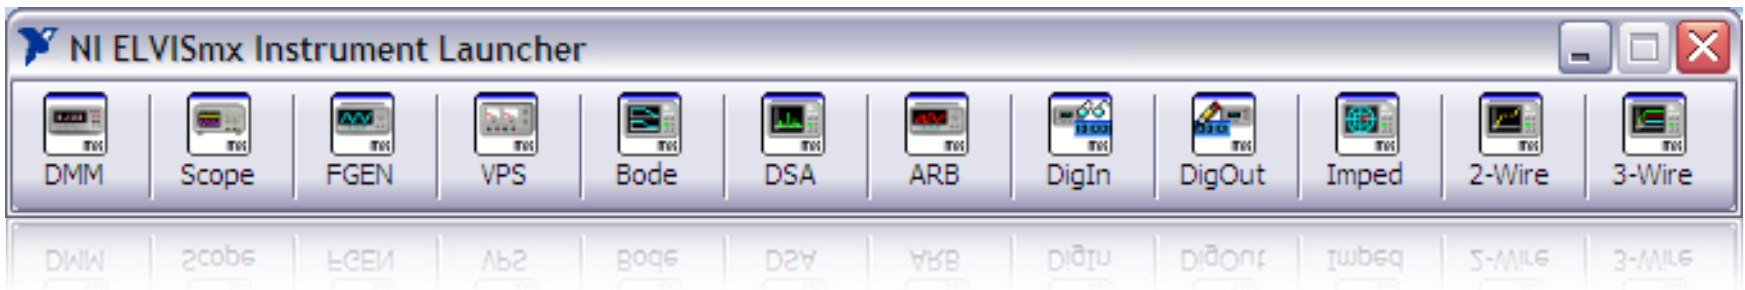 NI ELVISmx Instrument Launcher
DMM Scope FGEN VPS Bode DSA ARB DigIn DigOut Imped 2-Wire 3-Wire